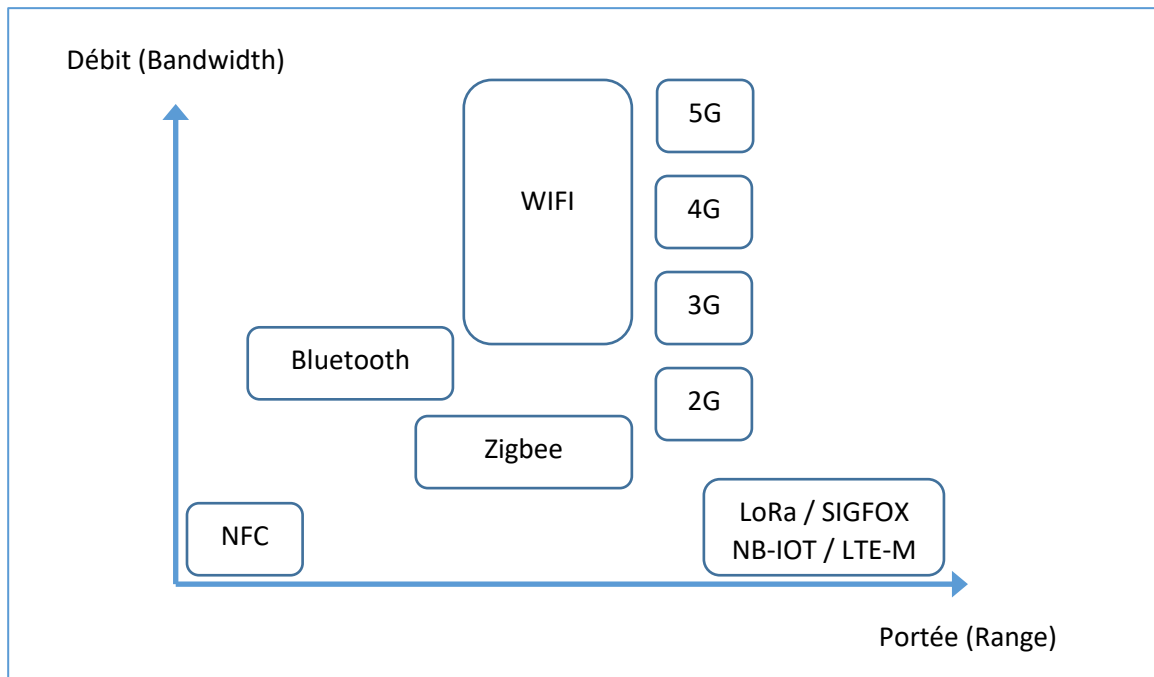 Débit (Bandwidth)
5G
WIFI
4G
3G
Bluetooth
2G
Zigbee
LoRa / SIGFOX
NB-IOT / LTE-M
NFC
Portée (Range)